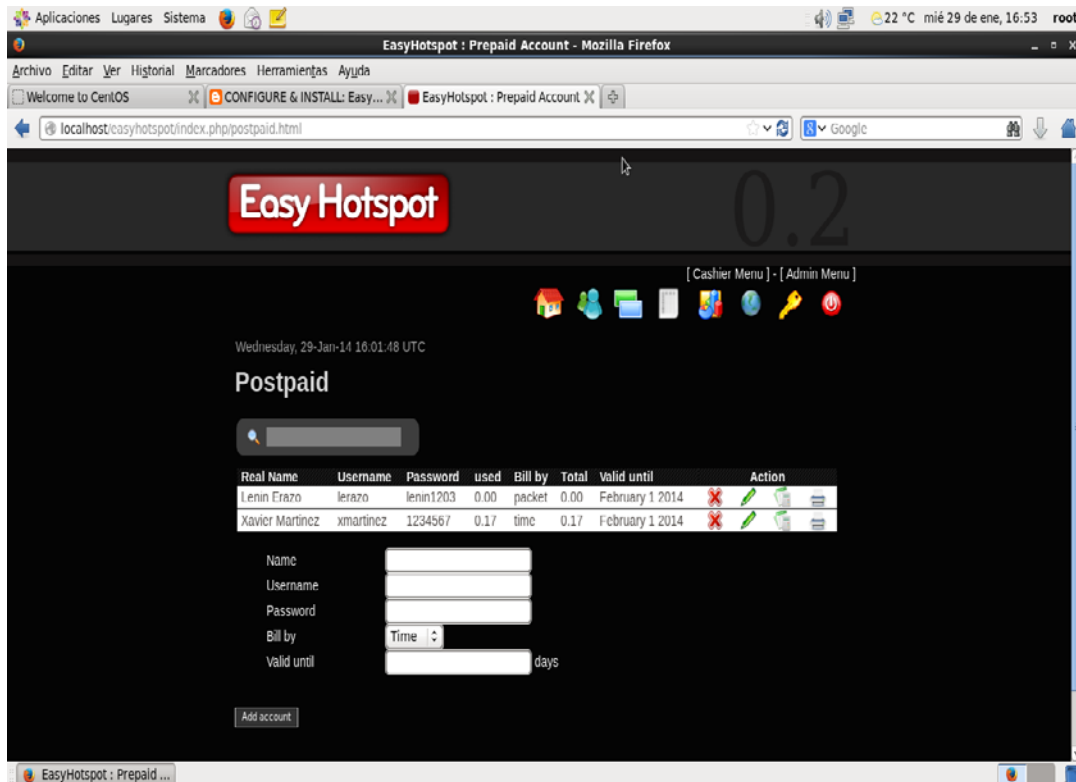 Aplicaciones Lugares Sistema 22 °C mié 29 de ene, 16:53 root
EasyHotspot : Prepaid Account - Mozilla Firefox
Archivo Editar Ver Historial Marcadores Herramientas Ayuda
Welcome to CentOS CONFIGURE & INSTALL: Easy... EasyHotspot : Prepaid Account
localhost/easyhotspot/index.php/postpaid.html Google
Easy Hotspot 0.2
[ Cashier Menu ] - [ Admin Menu ]
Wednesday, 29-Jan-14 16:01:48 UTC
Postpaid
Real Name Username Password used Bill by Total Valid until Action
Lenin Erazo lerazo lenin1203 0.00 packet 0.00 February 1 2014
Xavier Martinez xmartinez 1234567 0.17 time 0.17 February 1 2014
Name
Username
Password
Bill by Time
Valid until days
Add account
EasyHotspot : Prepaid ...